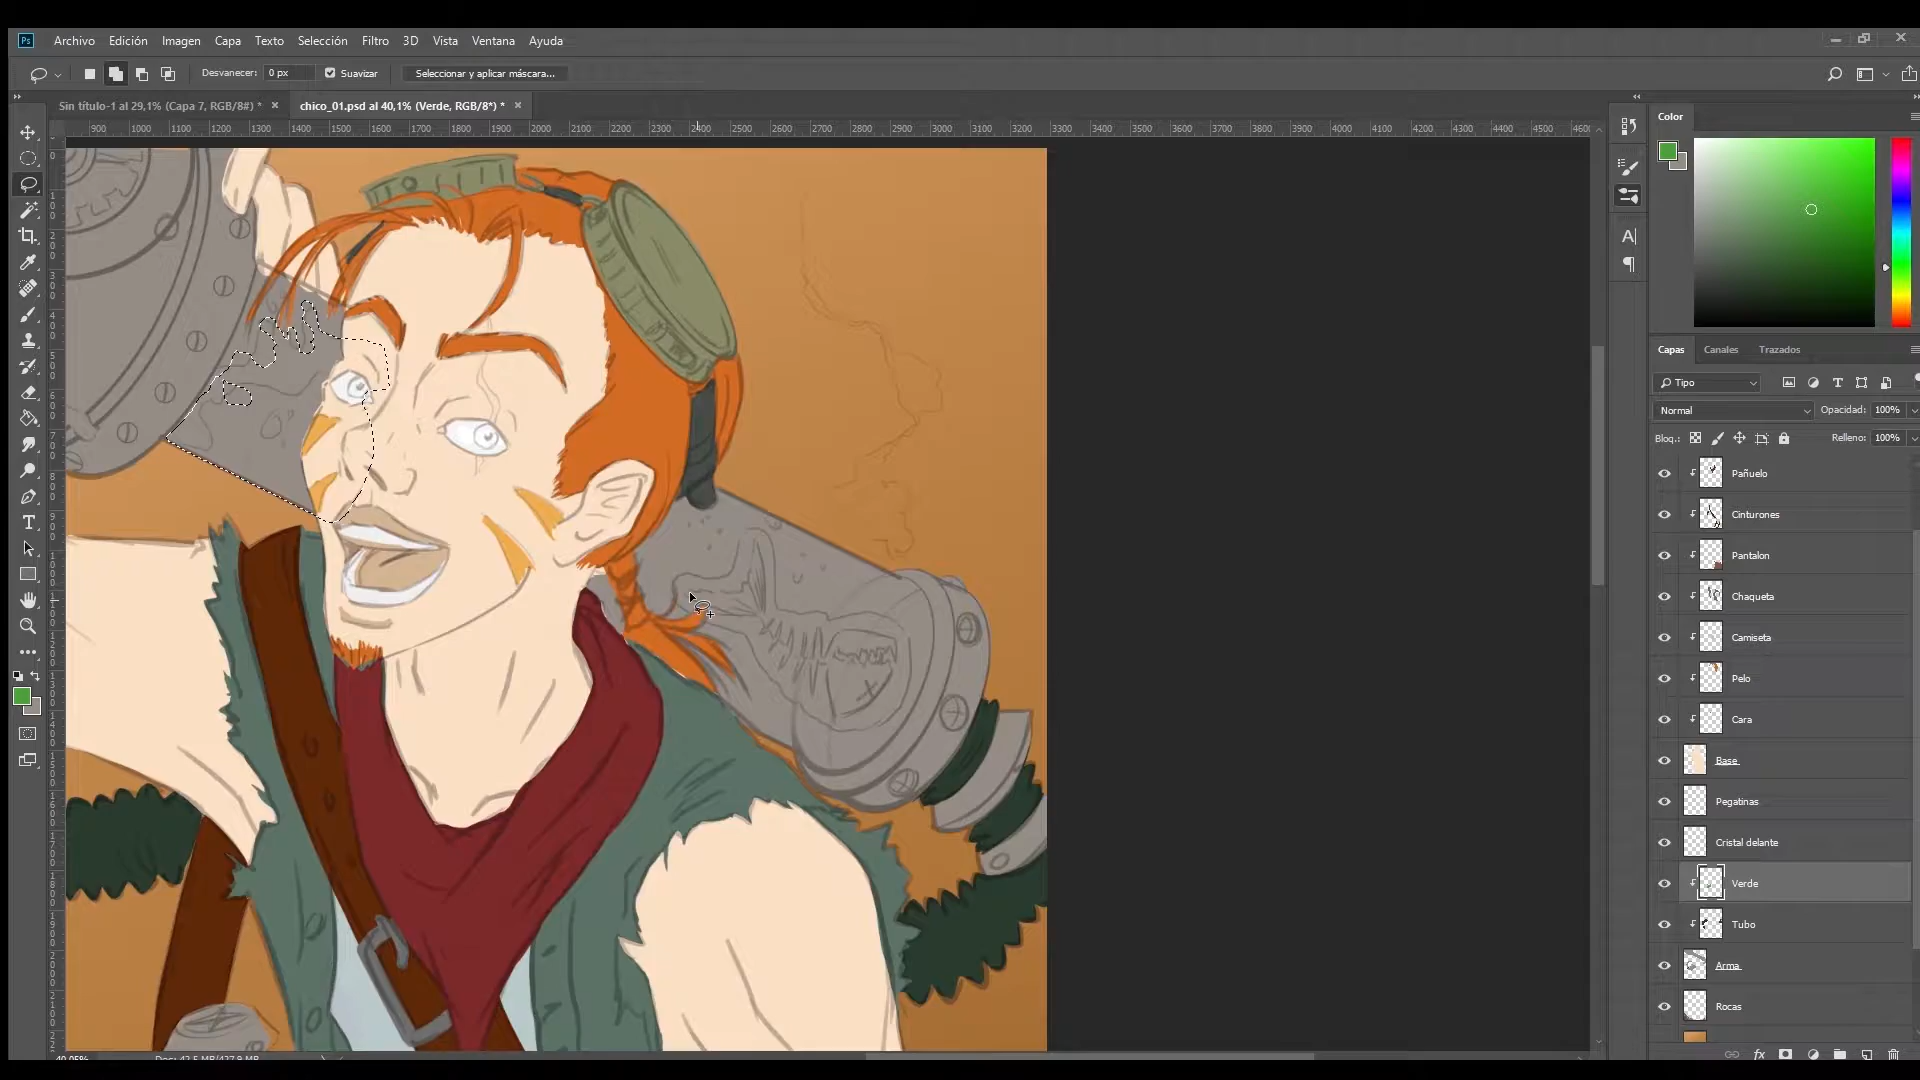 Ps Archivo Edición Imagen Capa Texto Selección Filtro 3D Vista Ventana Ayuda
Desvanecer: 0 px Suavizar Seleccionar y aplicar máscara...
Sin título-1 al 29,1% (Capa 7, RGB/8#) * × chico_01.psd al 40,1% (Verde, RGB/8*) * ×
900 1000 1100 1200 1300 1400 1500 1600 1700 1800 1900 2000 2100 2200 2300 2400 2500 2600 2700 2800 2900 3000 3100 3200 3300 3400 3500 3600 3700 3800 3900 4000 4100 4200 4300 4400 4500 4600
Color
Capas Canales Trazados
Tipo
Normal Opacidad: 100%
Bloq.: Relleno: 100%
Pañuelo
Cinturones
Pantalon
Chaqueta
Camiseta
Pelo
Cara
Base
Pegatinas
Cristal delante
Verde
Tubo
Arma
Rocas
40,05% Doc: 42,5 MB/427,9 MB